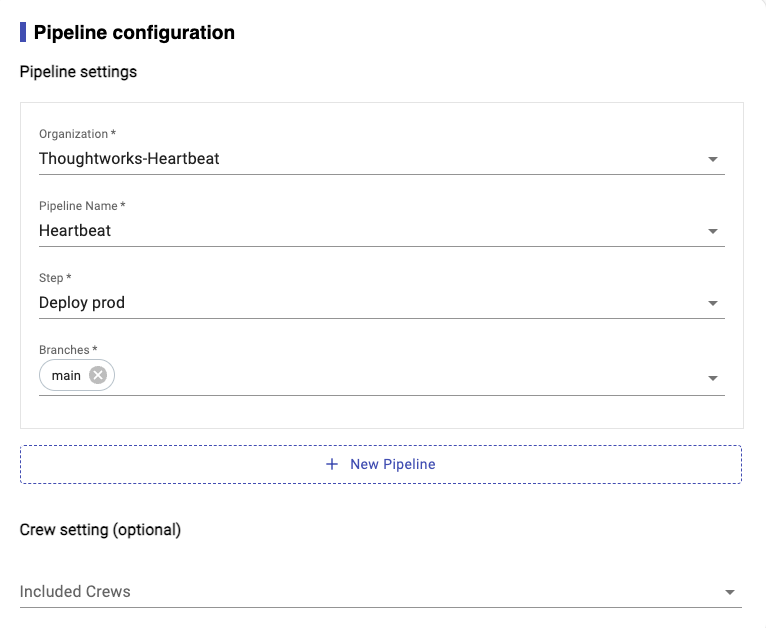 Pipeline configuration
Pipeline settings
Organization *
Thoughtworks-Heartbeat
Pipeline Name *
Heartbeat
Step *
Deploy prod
Branches *
main
+ New Pipeline
Crew setting (optional)
Included Crews